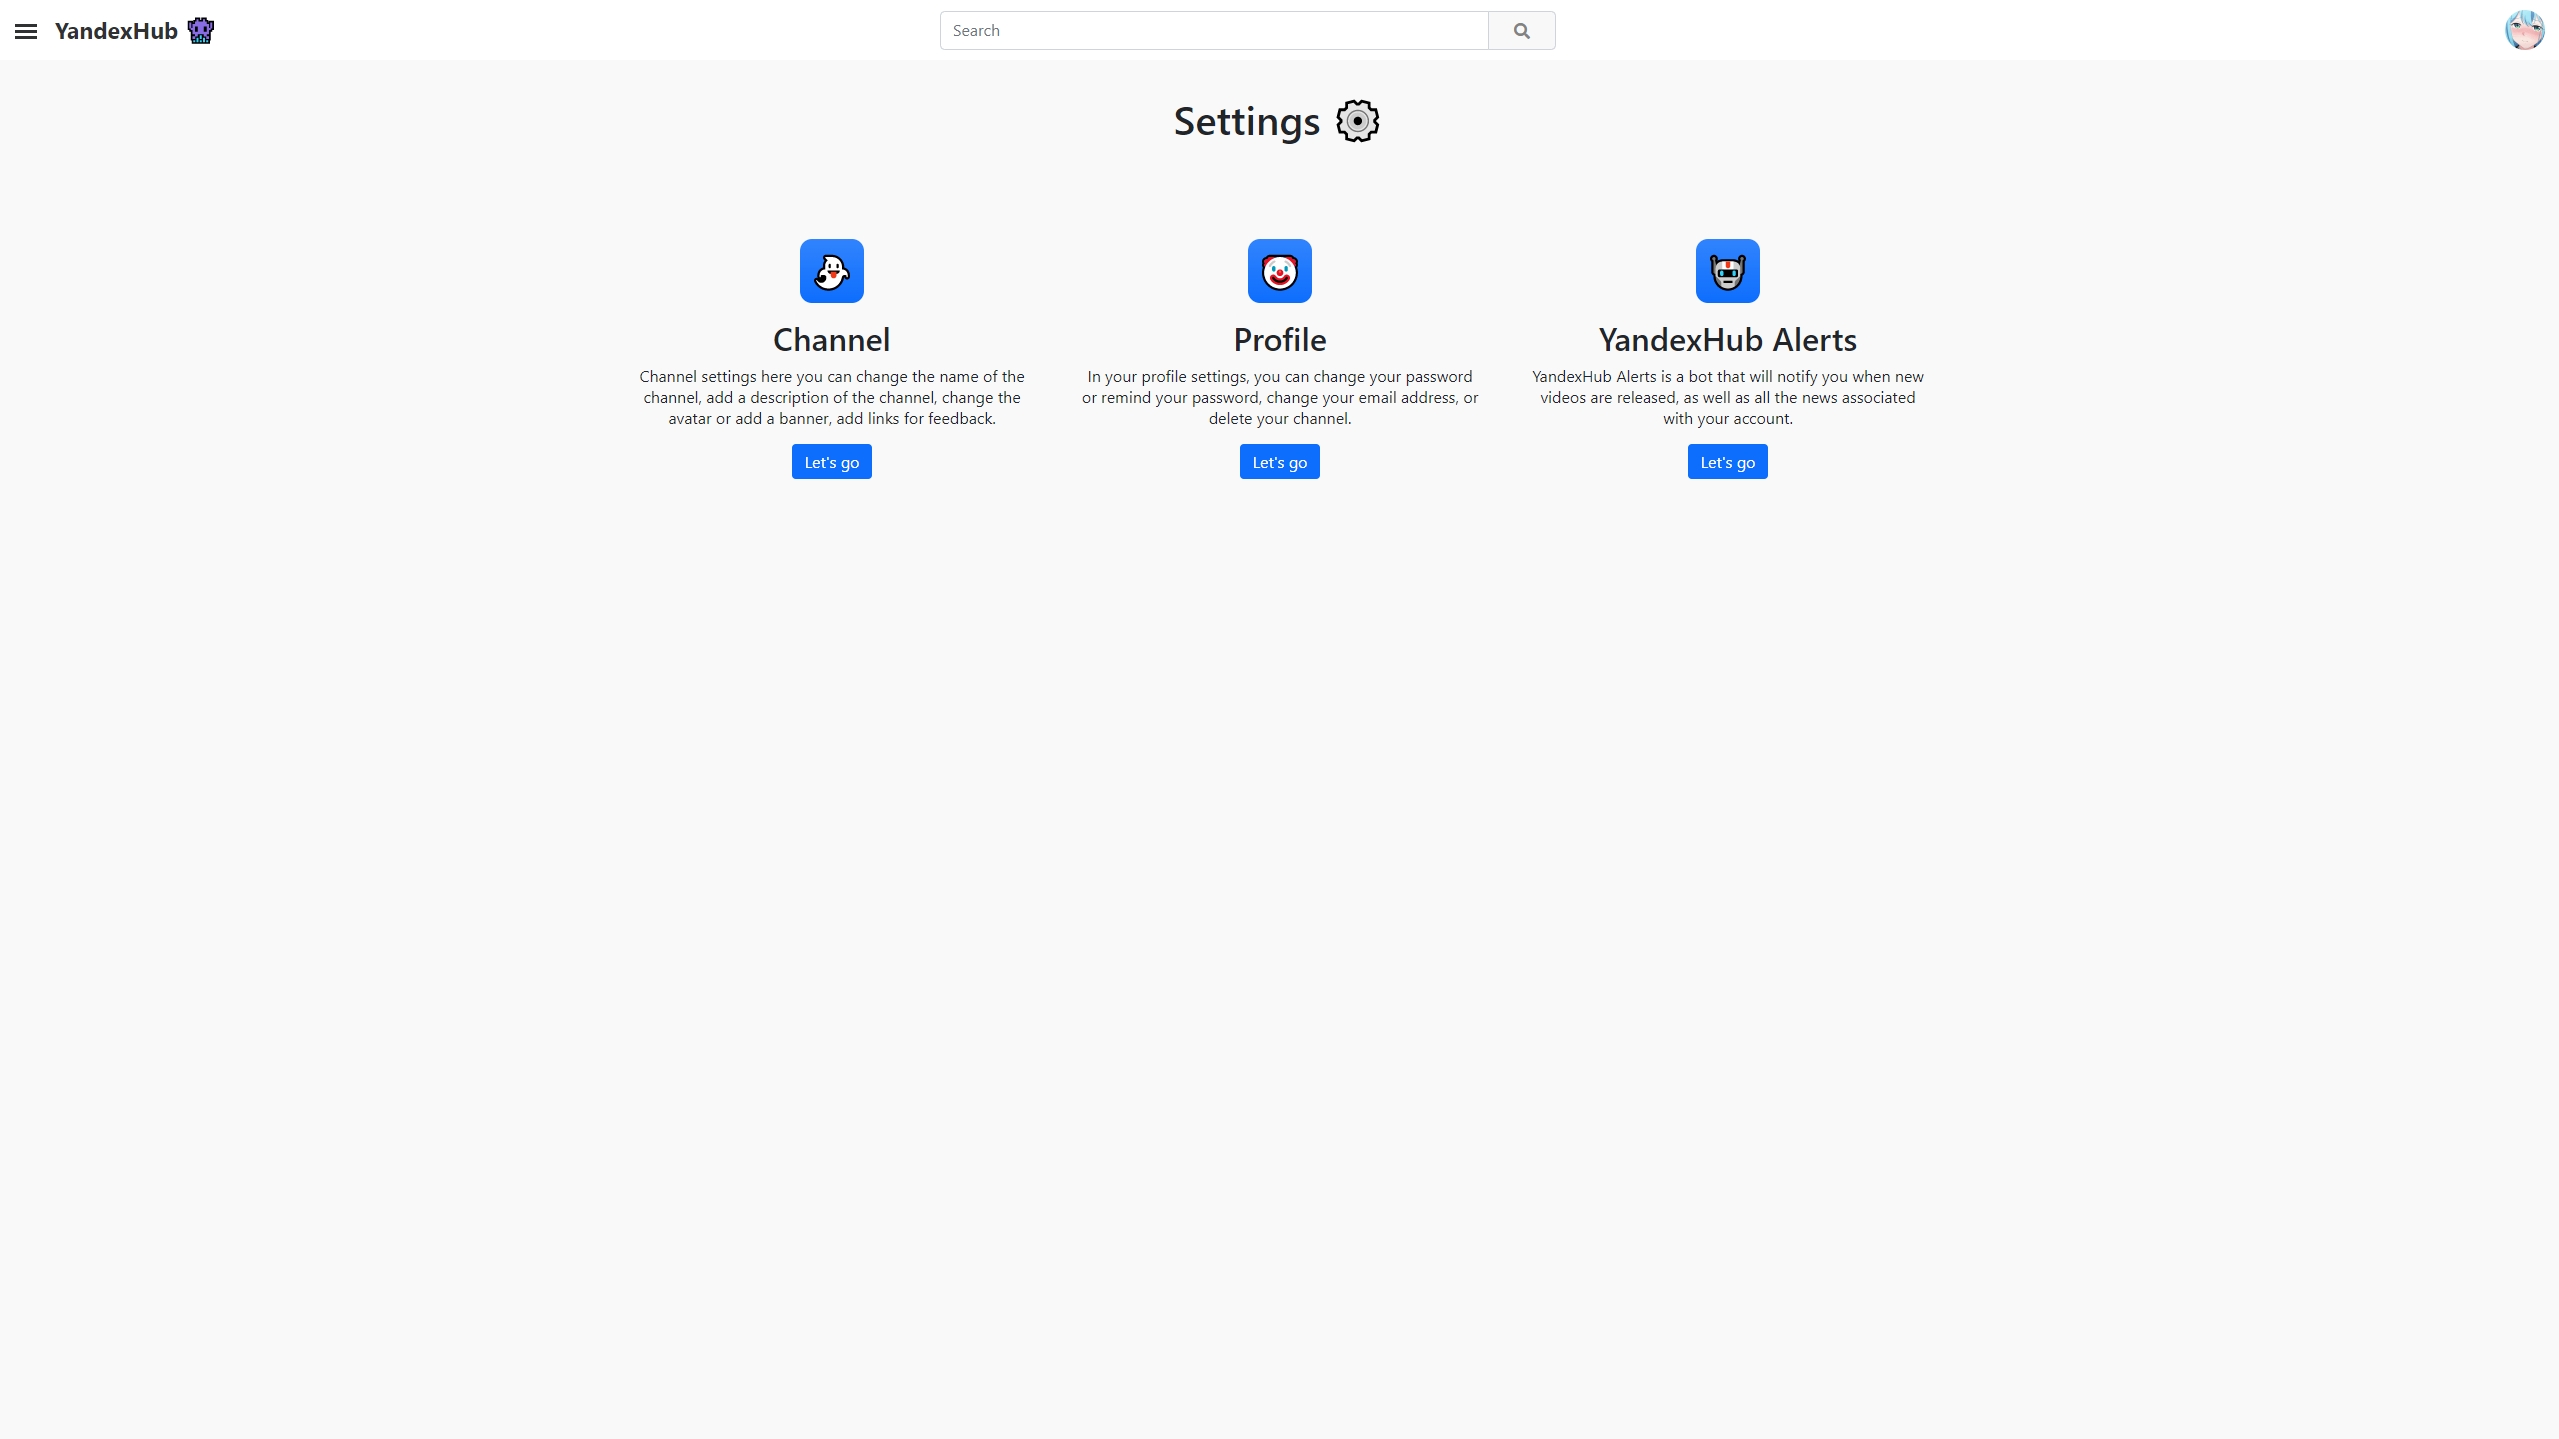 YandexHub
Search
Settings
Channel
Channel settings here you can change the name of the
channel, add a description of the channel, change the
avatar or add a banner, add links for feedback.
Let's go
Profile
In your profile settings, you can change your password
or remind your password, change your email address, or
delete your channel.
Let's go
YandexHub Alerts
YandexHub Alerts is a bot that will notify you when new
videos are released, as well as all the news associated
with your account.
Let's go